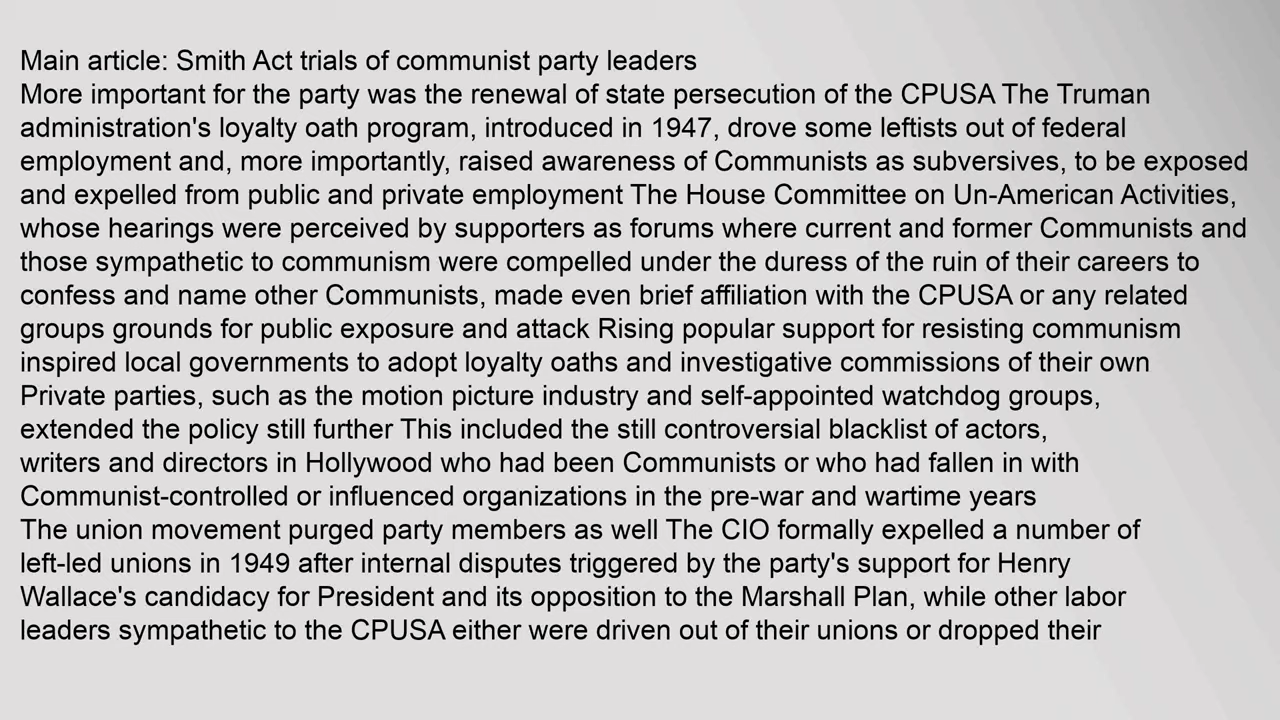 Main article: Smith Act trials of communist party leaders
More important for the party was the renewal of state persecution of the CPUSA The Truman
administration's loyalty oath program, introduced in 1947, drove some leftists out of federal
employment and, more importantly, raised awareness of Communists as subversives, to be exposed
and expelled from public and private employment The House Committee on Un-American Activities,
whose hearings were perceived by supporters as forums where current and former Communists and
those sympathetic to communism were compelled under the duress of the ruin of their careers to
confess and name other Communists, made even brief affiliation with the CPUSA or any related
groups grounds for public exposure and attack Rising popular support for resisting communism
inspired local governments to adopt loyalty oaths and investigative commissions of their own
Private parties, such as the motion picture industry and self-appointed watchdog groups,
extended the policy still further This included the still controversial blacklist of actors,
writers and directors in Hollywood who had been Communists or who had fallen in with
Communist-controlled or influenced organizations in the pre-war and wartime years
The union movement purged party members as well The CIO formally expelled a number of
left-led unions in 1949 after internal disputes triggered by the party's support for Henry
Wallace's candidacy for President and its opposition to the Marshall Plan, while other labor
leaders sympathetic to the CPUSA either were driven out of their unions or dropped their